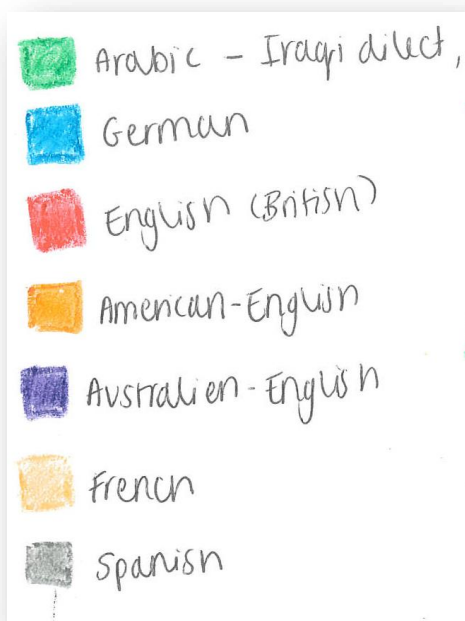 Arabic - Iraqi dilect,
German
English (British)
American-English
Australien-English
French
Spanish